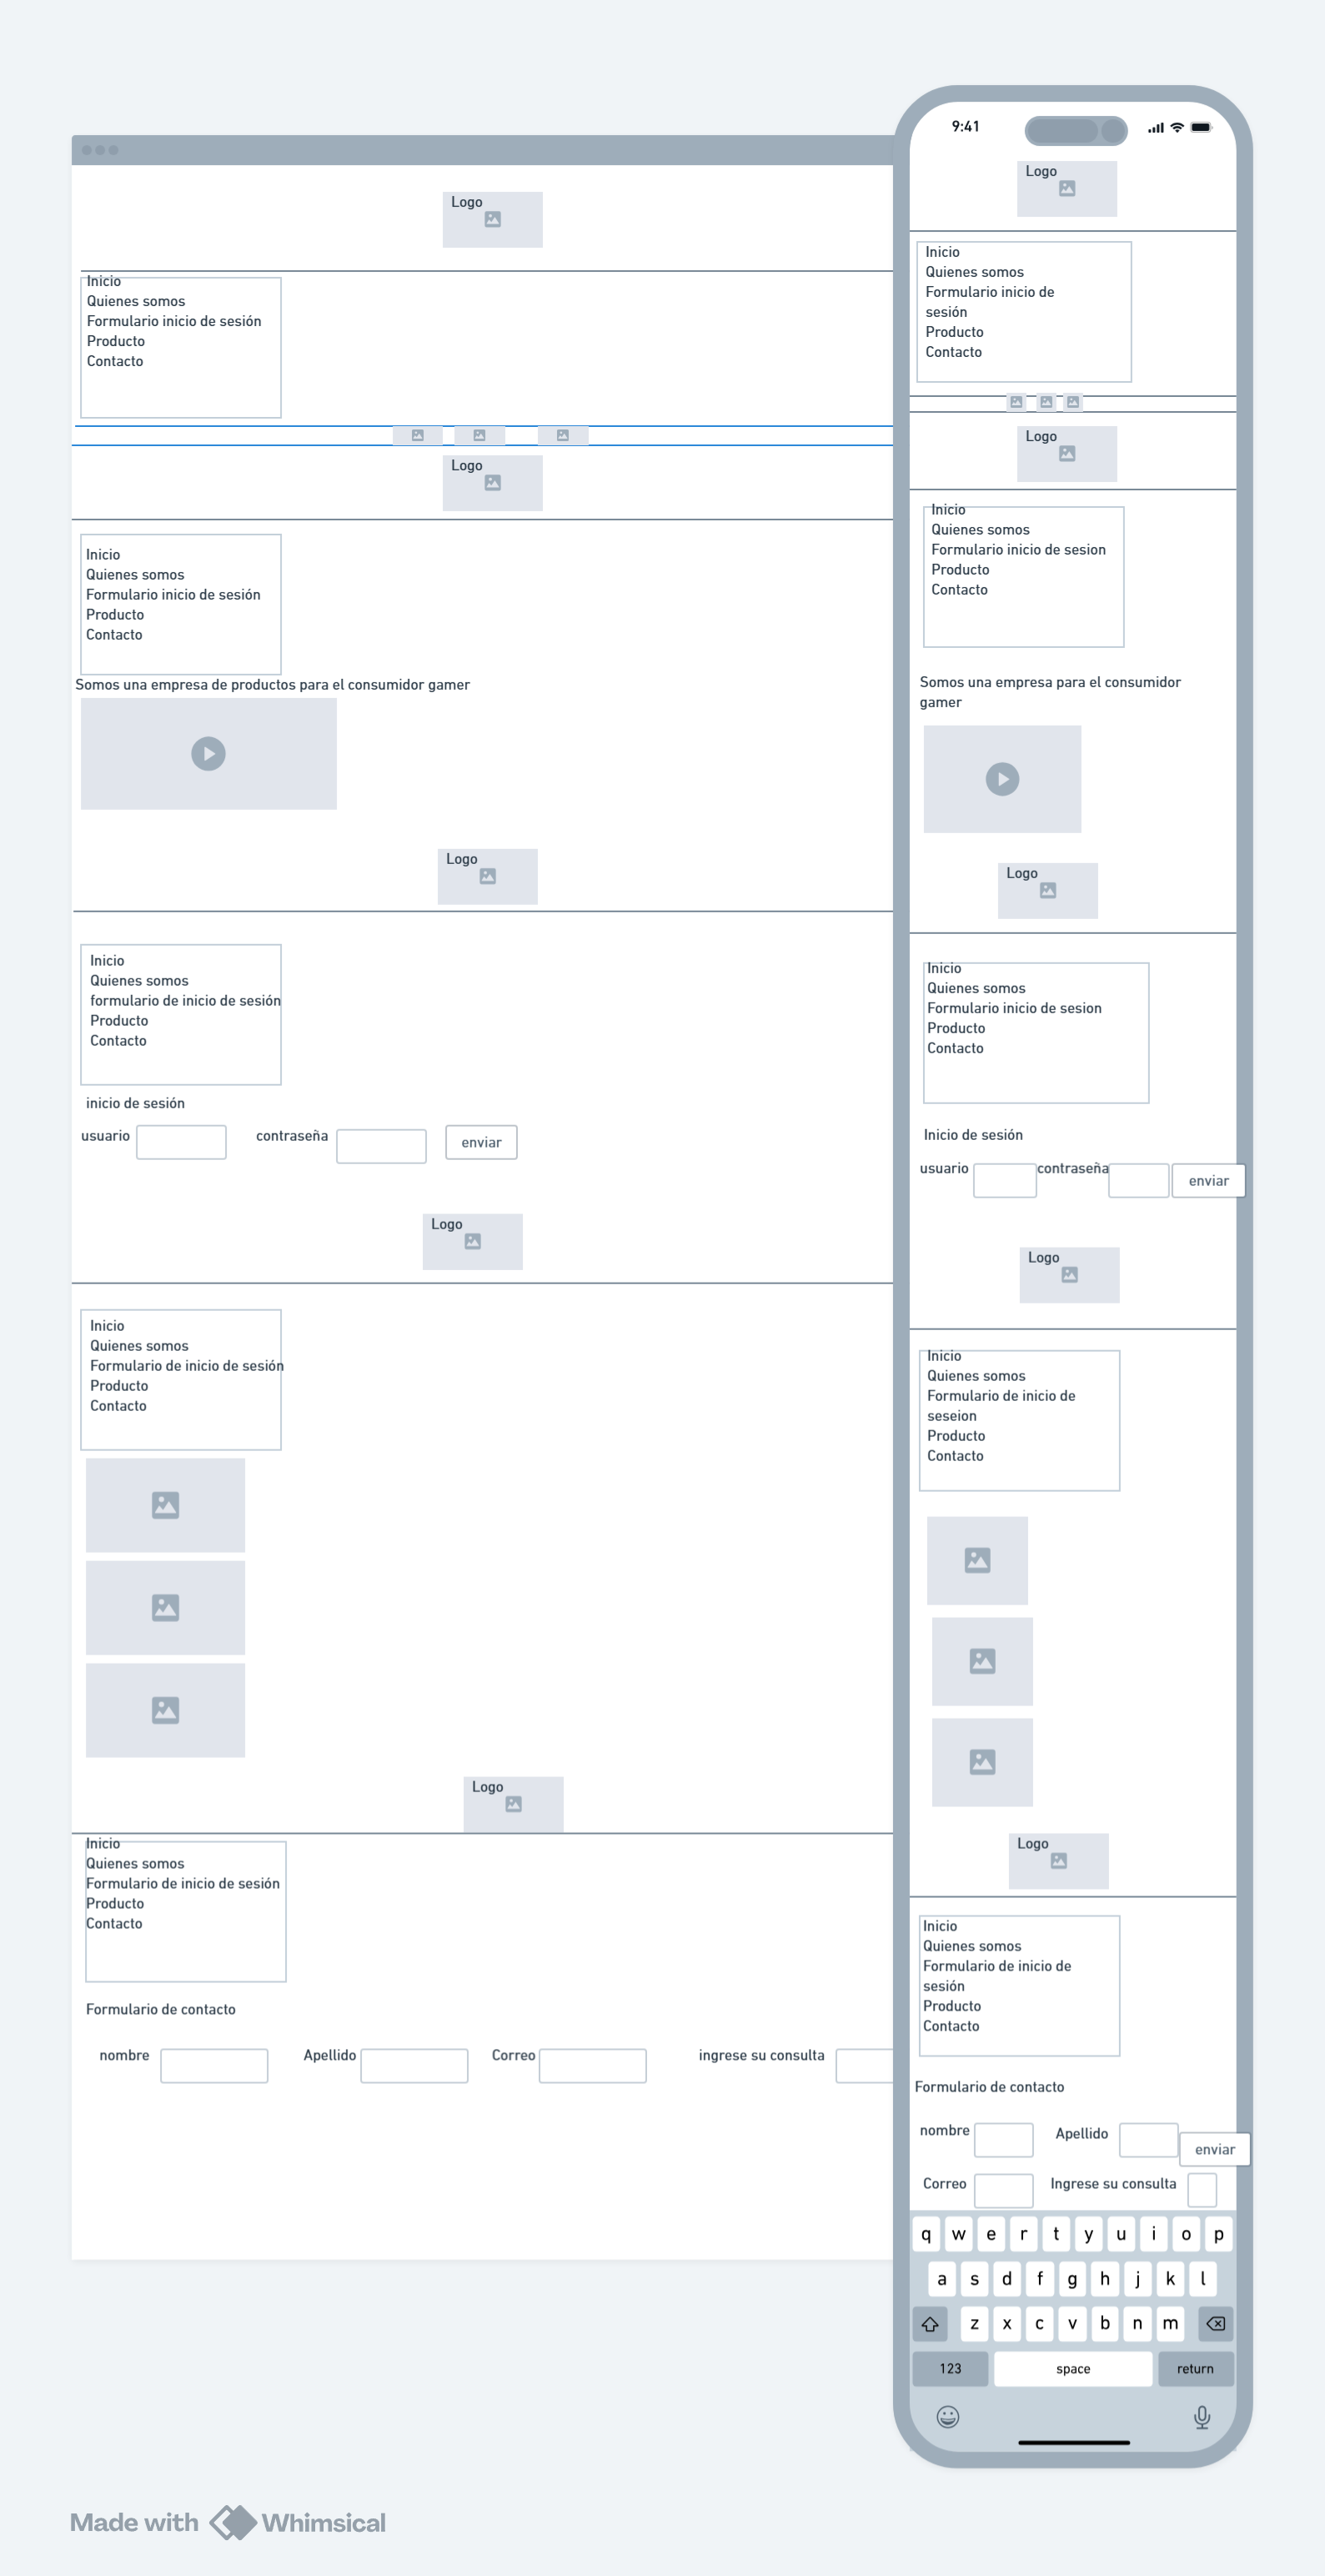 Logo
Inicio
Quienes somos
Formulario inicio de sesión
Producto
Contacto
Logo
Inicio
Quienes somos
Formulario inicio de sesión
Producto
Contacto
Somos una empresa de productos para el consumidor gamer
Logo
Inicio
Quienes somos
formulario de inicio de sesión
Producto
Contacto
inicio de sesión
usuario contraseña enviar
Logo
Inicio
Quienes somos
Formulario de inicio de sesión
Producto
Contacto
Logo
Inicio
Quienes somos
Formulario de inicio de sesión
Producto
Contacto
Formulario de contacto
nombre Apellido Correo ingrese su consulta
9:41
Logo
Inicio
Quienes somos
Formulario inicio de
sesión
Producto
Contacto
Logo
Inicio
Quienes somos
Formulario inicio de sesion
Producto
Contacto
Somos una empresa para el consumidor
gamer
Logo
Inicio
Quienes somos
Formulario inicio de sesion
Producto
Contacto
Inicio de sesión
usuario contraseña enviar
Logo
Inicio
Quienes somos
Formulario de inicio de
seseion
Producto
Contacto
Logo
Inicio
Quienes somos
Formulario de inicio de
sesión
Producto
Contacto
Formulario de contacto
nombre Apellido enviar
Correo Ingrese su consulta
q w e r t y u i o p
a s d f g h j k l
z x c v b n m
123 space return
Made with Whimsical